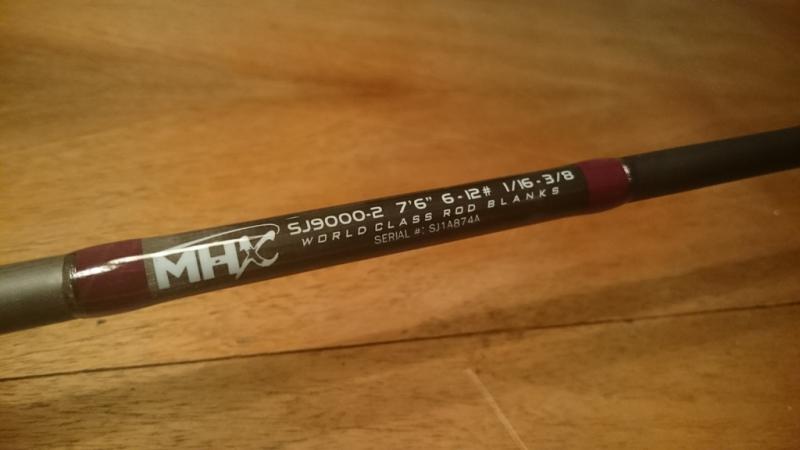 MHX
SJ9000-2 7'6" 6-12# 1/16-3/8
WORLD CLASS ROD BLANKS
SERIAL #: SJ1A874A